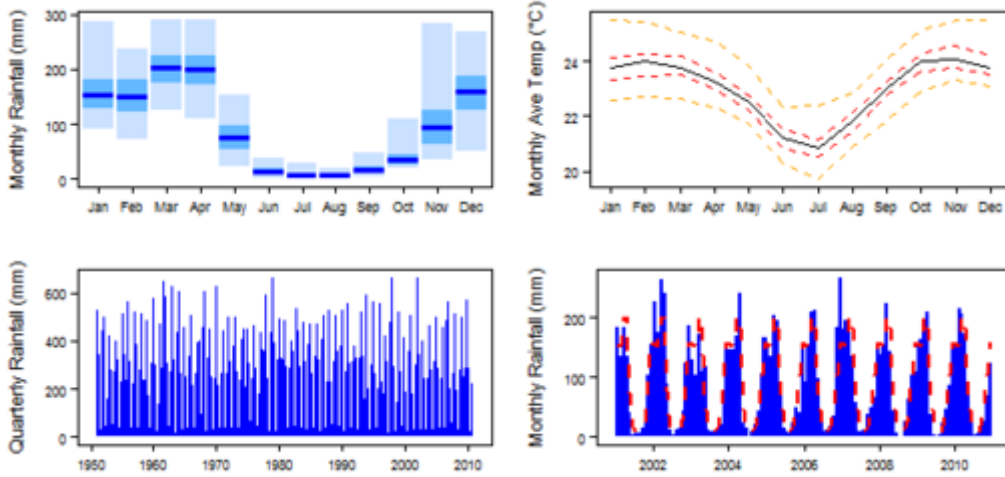 Monthly Rainfall (mm)
300
200
100
0
Jan Feb Mar Apr May Jun Jul Aug Sep Oct Nov Dec
Monthly Ave Temp (°C)
24
22
20
Jan Feb Mar Apr May Jun Jul Aug Sep Oct Nov Dec
Quarterly Rainfall (mm)
600
400
200
0
1950 1960 1970 1980 1990 2000 2010
Monthly Rainfall (mm)
200
100
0
2002 2004 2006 2008 2010